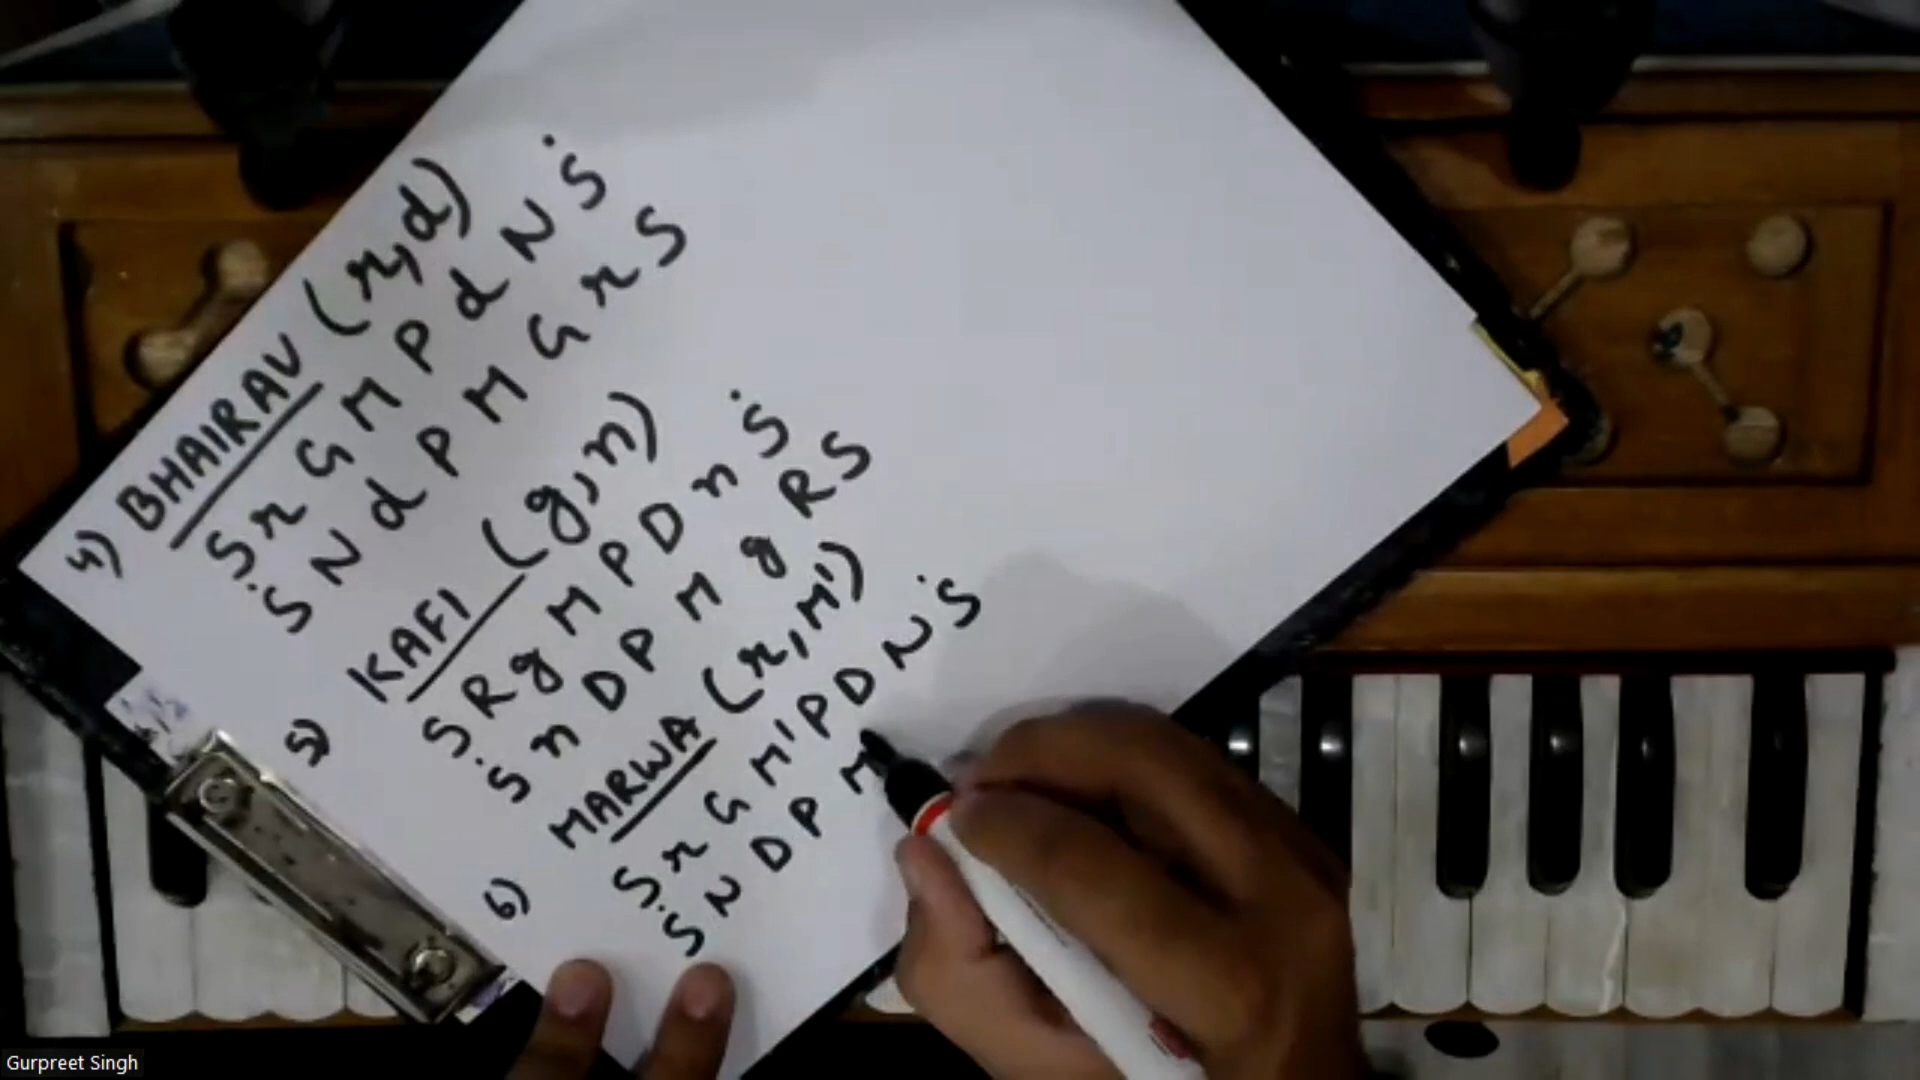 4) BHAIRAV (r,d)
S r G M P d N Ṡ
Ṡ N d P M G r S
5) KAFI (g,n)
S R g M P D n Ṡ
Ṡ n D P M g R S
6) MARWA (r,M')
S r G M' P D N Ṡ
Ṡ N D P M
Gurpreet Singh